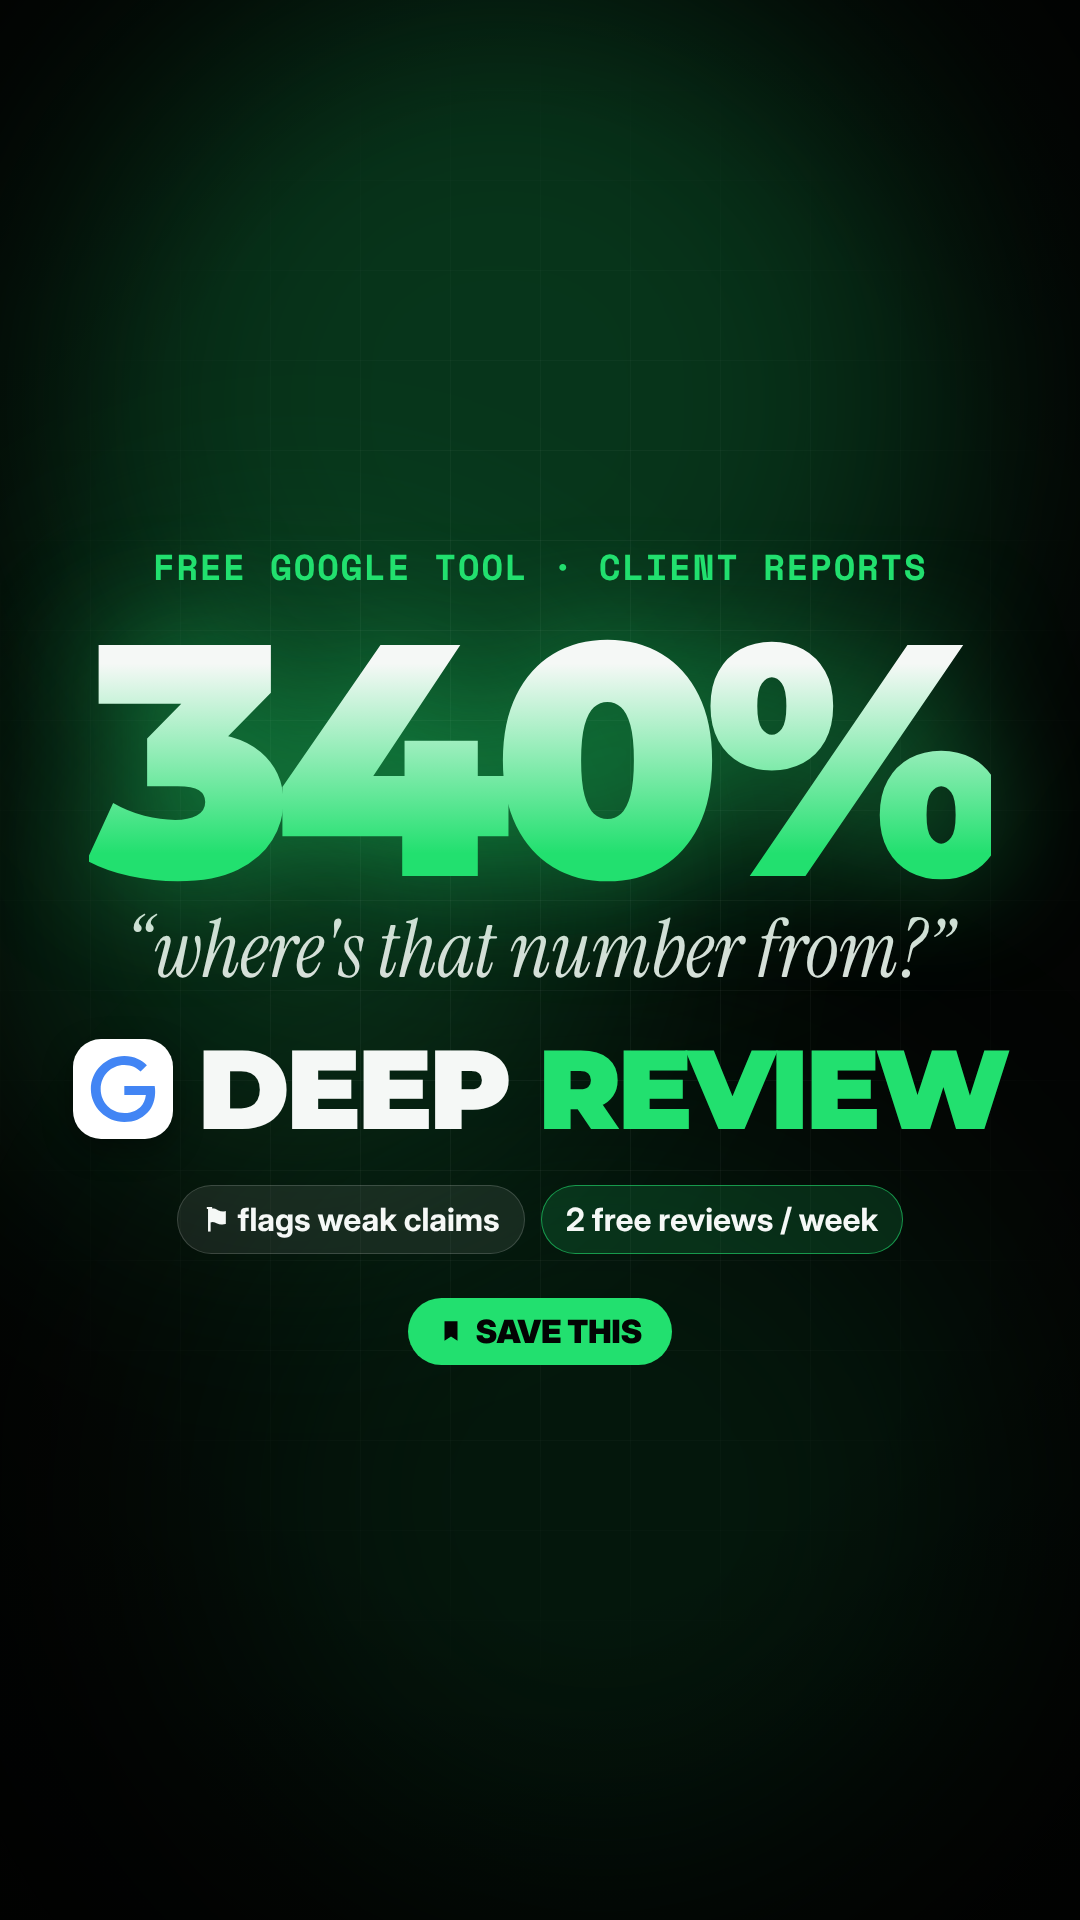 FREE GOOGLE TOOL · CLIENT REPORTS
340%
“where's that number from?”
G DEEP REVIEW
⚑ flags weak claims
2 free reviews / week
SAVE THIS